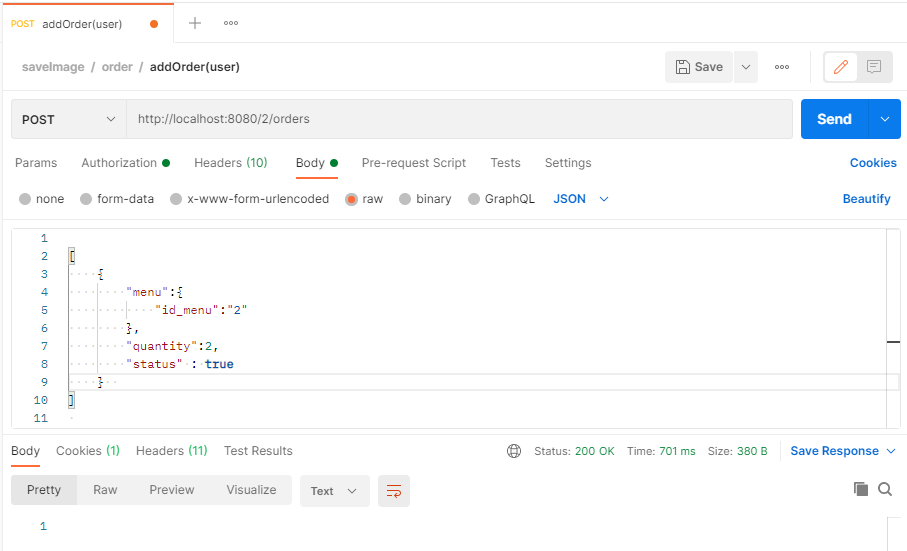 POST addOrder(user)
saveImage / order / addOrder(user) Save
POST http://localhost:8080/2/orders Send
Params Authorization Headers (10) Body Pre-request Script Tests Settings Cookies
none form-data x-www-form-urlencoded raw binary GraphQL JSON Beautify
1
2 [
3 {
4 "menu":{
5 "id_menu":"2"
6 },
7 "quantity":2,
8 "status" : true
9 }
10 ]
11
Body Cookies (1) Headers (11) Test Results Status: 200 OK Time: 701 ms Size: 380 B Save Response
Pretty Raw Preview Visualize Text
1